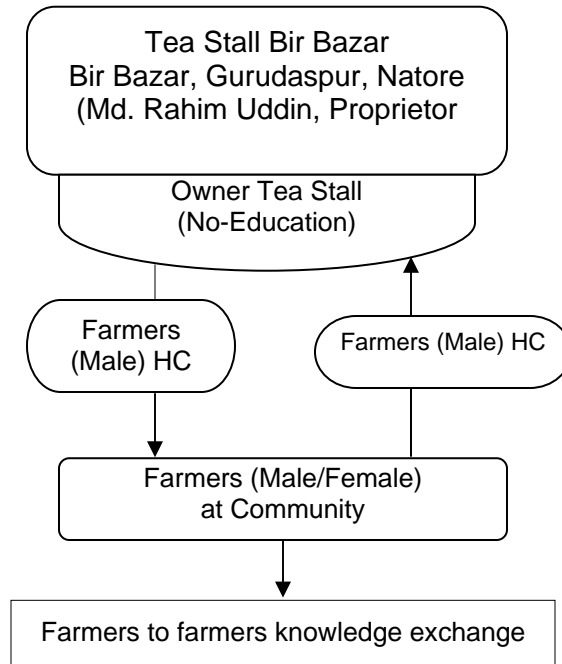 Tea Stall Bir Bazar
Bir Bazar, Gurudaspur, Natore
(Md. Rahim Uddin, Proprietor
Owner Tea Stall
(No-Education)
Farmers
(Male) HC
Farmers (Male) HC
Farmers (Male/Female)
at Community
Farmers to farmers knowledge exchange